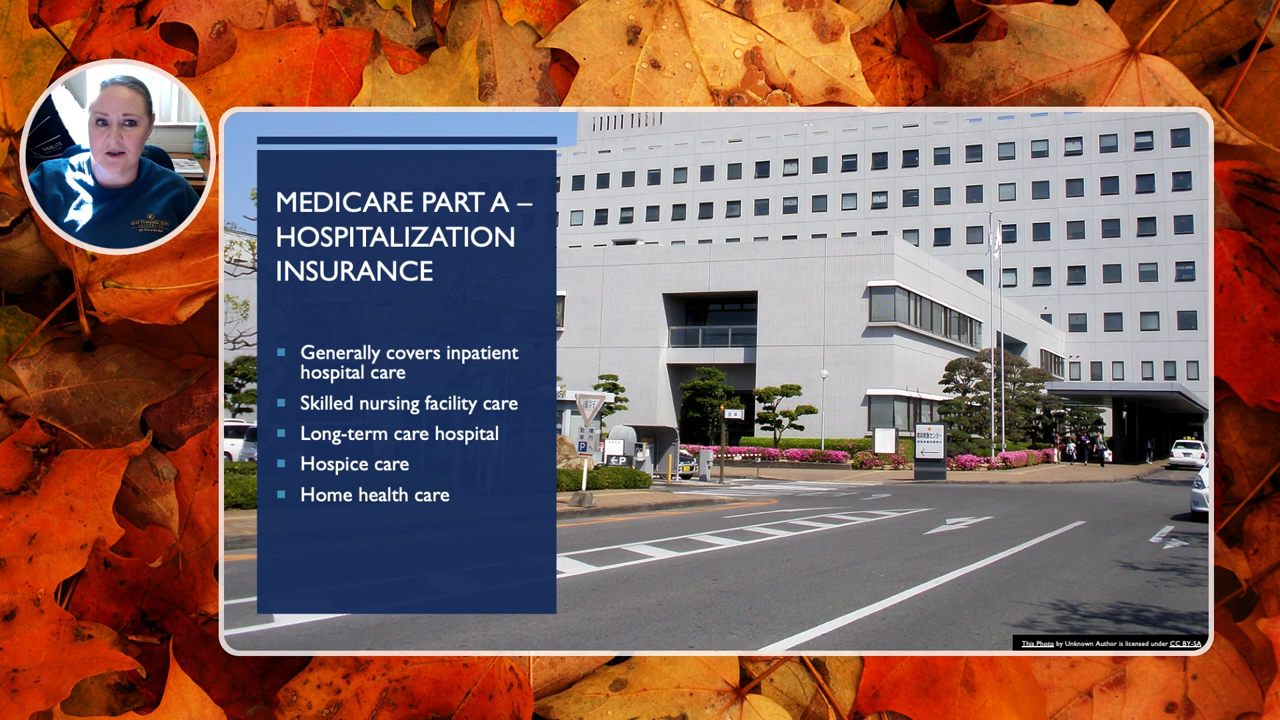 MEDICARE PART A –
HOSPITALIZATION
INSURANCE
Generally covers inpatient
hospital care
Skilled nursing facility care
Long-term care hospital
Hospice care
Home health care
P
This Photo by Unknown Author is licensed under CC BY-SA